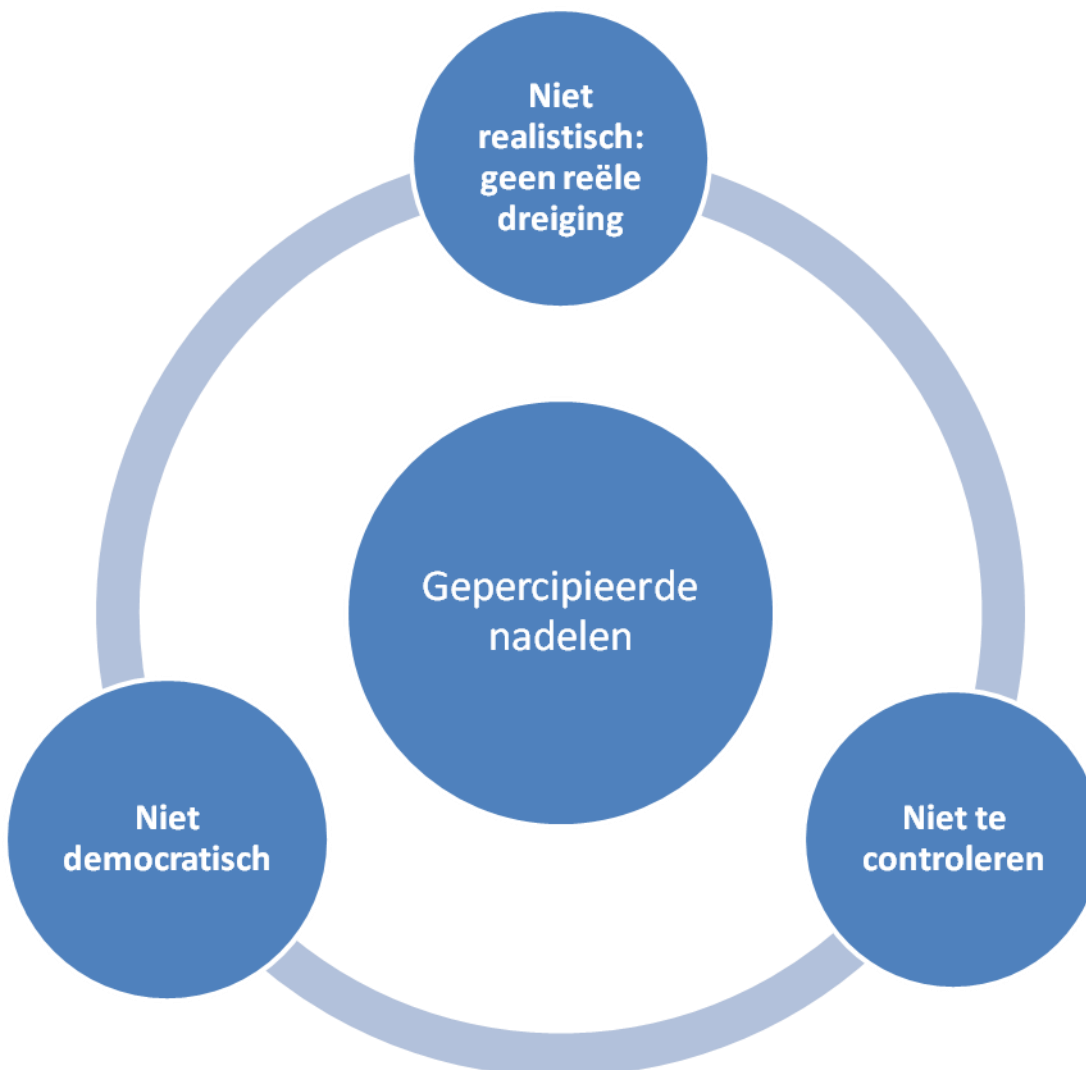 Niet
realistisch:
geen reële
dreiging
Gepercipieerde
nadelen
Niet
democratisch
Niet te
controleren